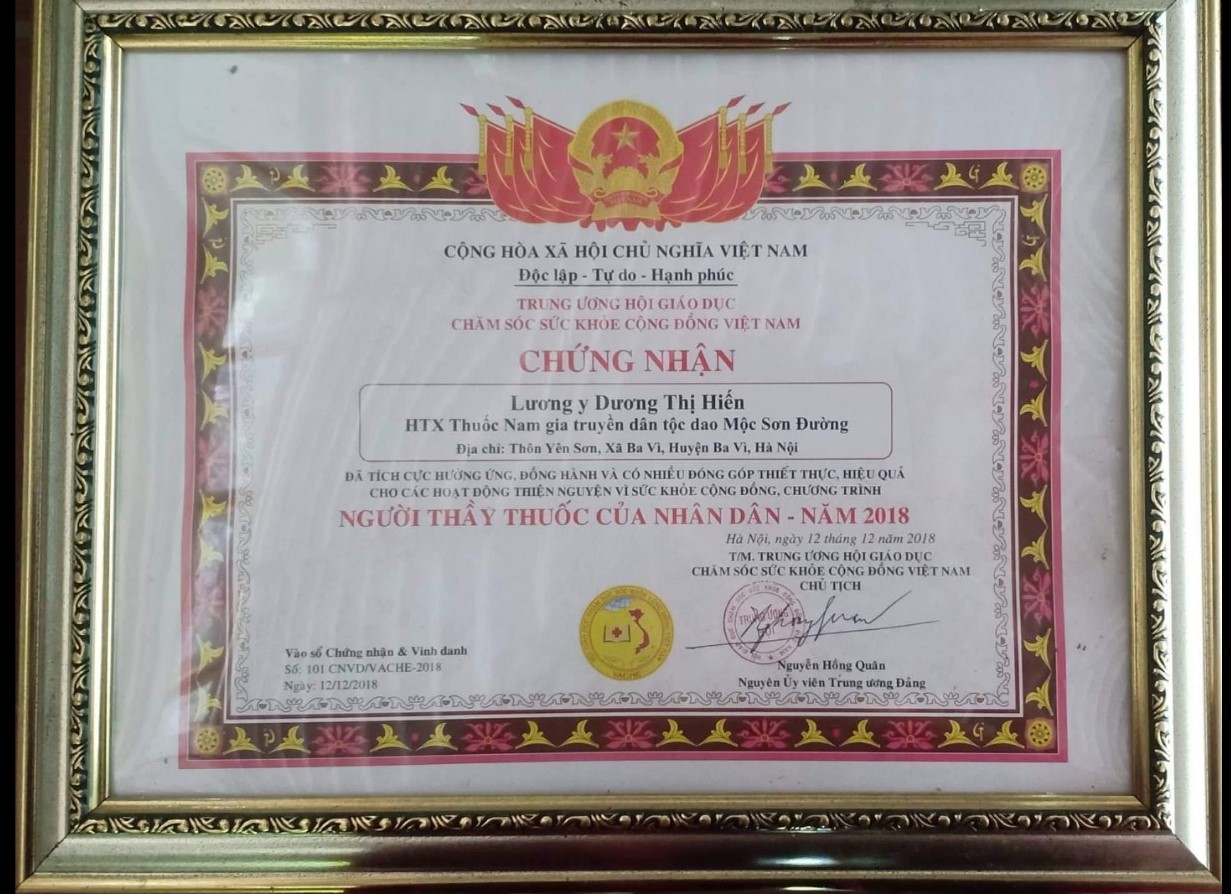 VIỆT NAM
CỘNG HÒA XÃ HỘI CHỦ NGHĨA VIỆT NAM
Độc lập - Tự do - Hạnh phúc
TRUNG ƯƠNG HỘI GIÁO DỤC
CHĂM SÓC SỨC KHỎE CỘNG ĐỒNG VIỆT NAM
CHỨNG NHẬN
Lương y Dương Thị Hiến
HTX Thuốc Nam gia truyền dân tộc dao Mộc Sơn Đường
Địa chỉ: Thôn Yên Sơn, Xã Ba Vì, Huyện Ba Vì, Hà Nội
ĐÃ TÍCH CỰC HƯỞNG ỨNG, ĐỒNG HÀNH VÀ CÓ NHIỀU ĐÓNG GÓP THIẾT THỰC, HIỆU QUẢ
CHO CÁC HOẠT ĐỘNG THIỆN NGUYỆN VÌ SỨC KHỎE CỘNG ĐỒNG, CHƯƠNG TRÌNH
NGƯỜI THẦY THUỐC CỦA NHÂN DÂN - NĂM 2018
Hà Nội, ngày 12 tháng 12 năm 2018
T/M. TRUNG ƯƠNG HỘI GIÁO DỤC
CHĂM SÓC SỨC KHỎE CỘNG ĐỒNG VIỆT NAM
CHỦ TỊCH
TRUNG ƯƠNG
HỘI
VACHE
Nguyễn Hồng Quân
Nguyên Ủy viên Trung ương Đảng
Vào sổ Chứng nhận & Vinh danh
Số: 101 CNVD/VACHE-2018
Ngày: 12/12/2018